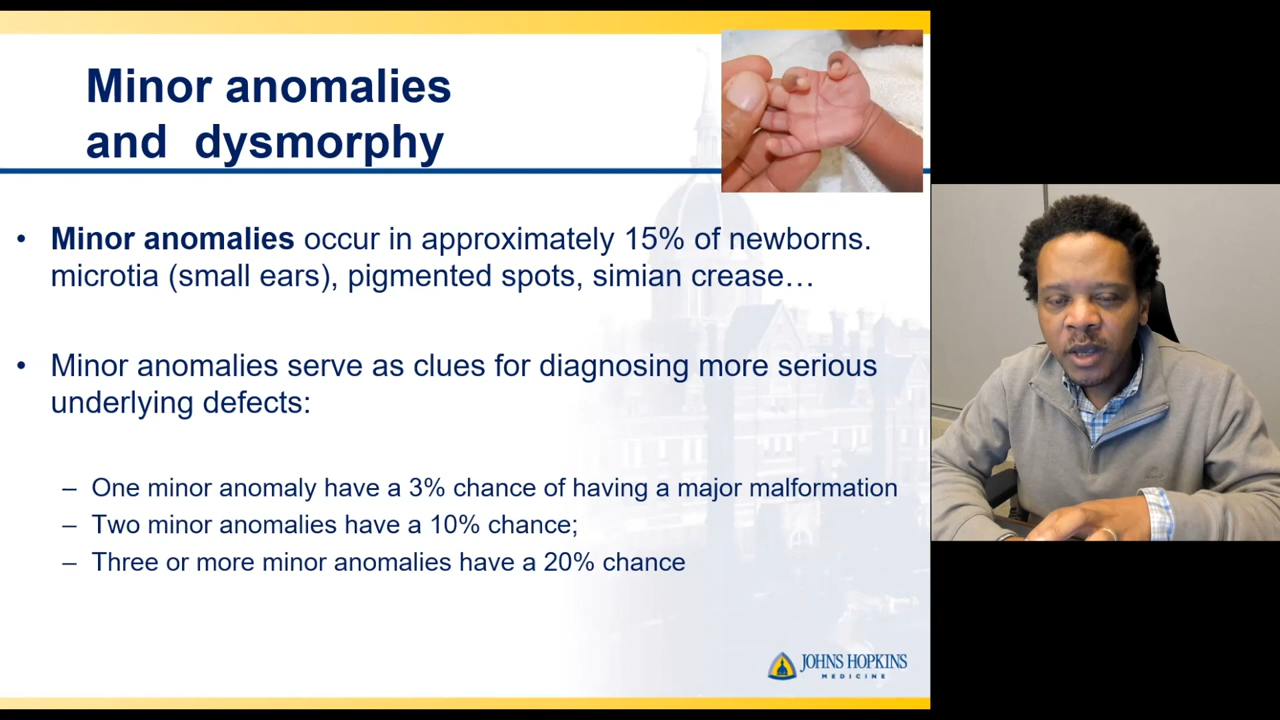 Minor anomalies
and dysmorphy
• Minor anomalies occur in approximately 15% of newborns.
microtia (small ears), pigmented spots, simian crease…
• Minor anomalies serve as clues for diagnosing more serious
underlying defects:
– One minor anomaly have a 3% chance of having a major malformation
– Two minor anomalies have a 10% chance;
– Three or more minor anomalies have a 20% chance
JOHNS HOPKINS
MEDICINE